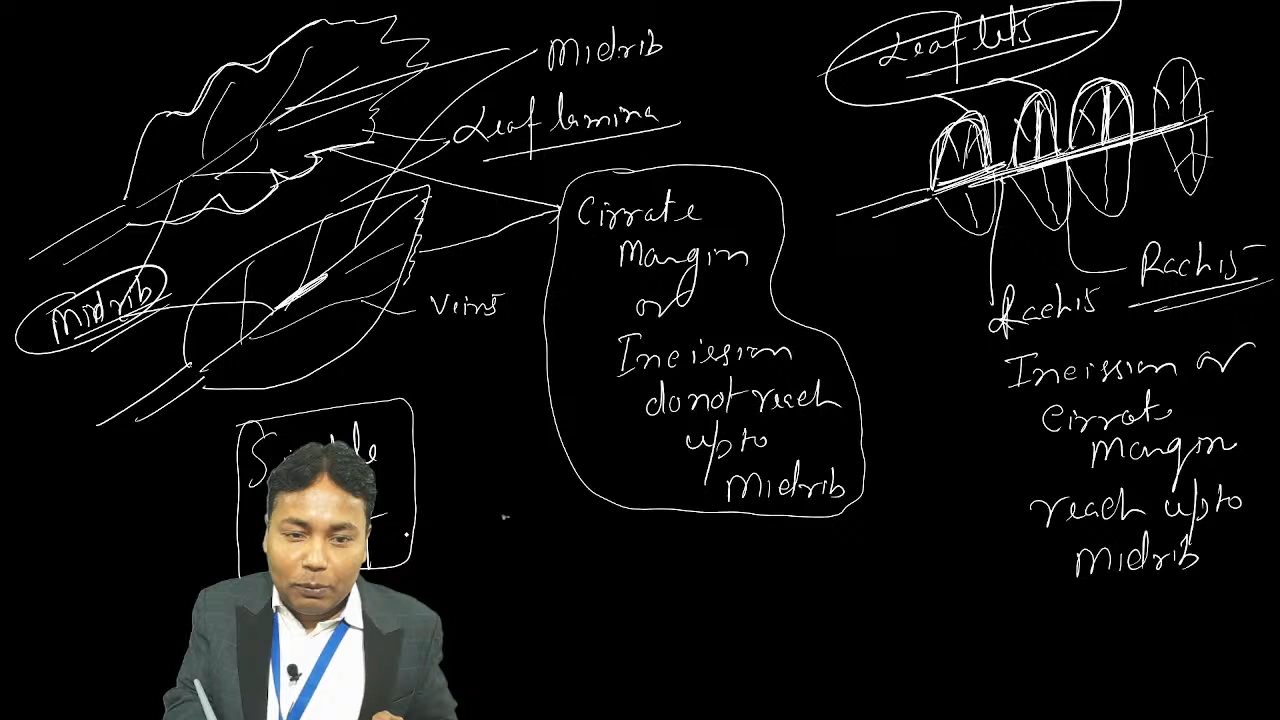 Midrib
Leaf lamina
Midrib
Veins
Cirrate
Margin
or
Incission
do not reach
upto
Midrib
Leaflets
Rachis
Rachis
Incission or
Cirrate
Margin
reach upto
Midrib